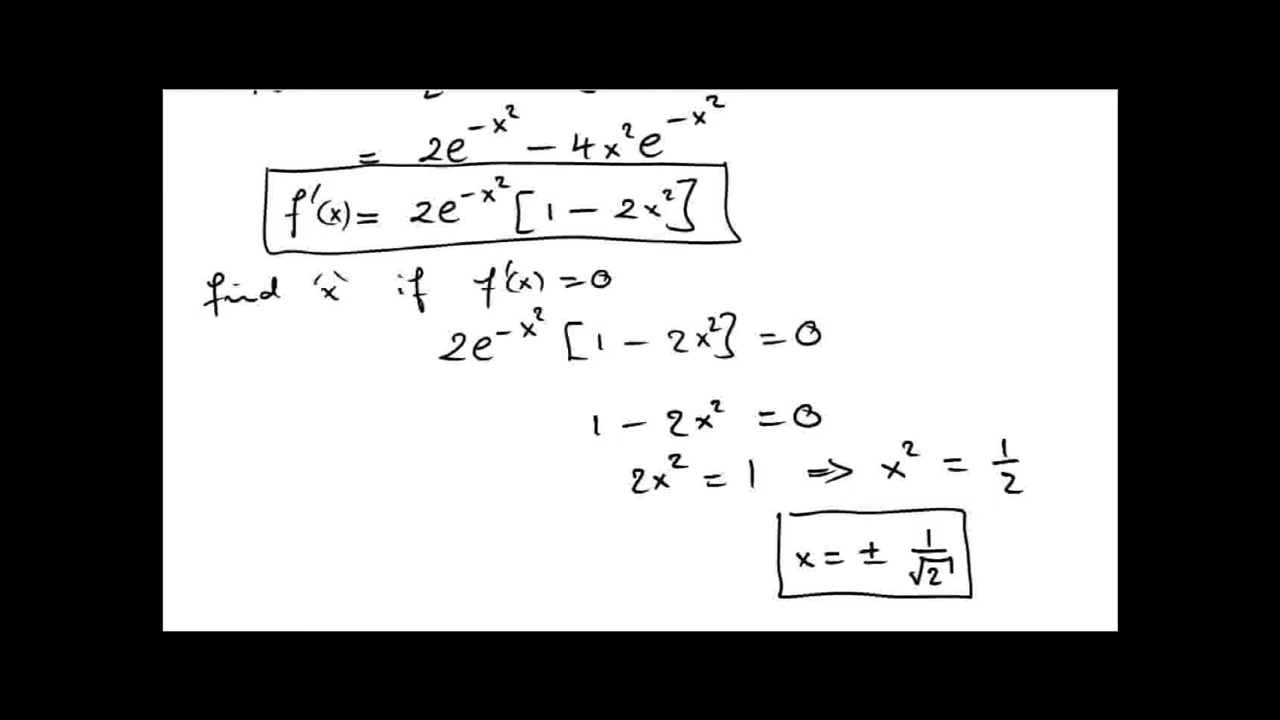 = 2e^{-x^2} - 4x^2 e^{-x^2}
f'(x) = 2e^{-x^2} [1 - 2x^2]
find 'x' if f'(x) = 0
2e^{-x^2} [1 - 2x^2] = 0
1 - 2x^2 = 0
2x^2 = 1 ⇒ x^2 = 1/2
x = ± 1/√2